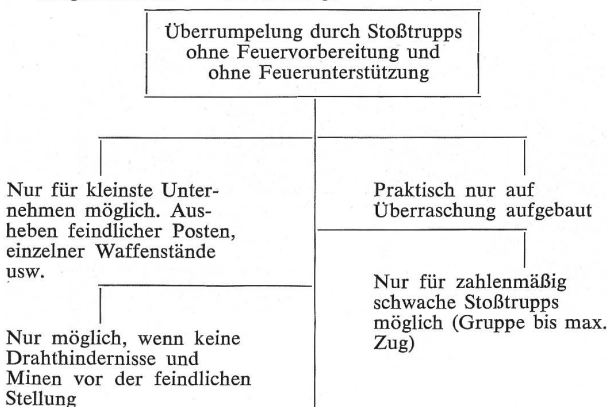 Überrumpelung durch Stoßtrupps
ohne Feuervorbereitung und
ohne Feuerunterstützung
Nur für kleinste Unter-
nehmen möglich. Aus-
heben feindlicher Posten,
einzelner Waffenstände
usw.
Praktisch nur auf
Überraschung aufgebaut
Nur für zahlenmäßig
schwache Stoßtrupps
möglich (Gruppe bis max.
Zug)
Nur möglich, wenn keine
Drahthindernisse und
Minen vor der feindlichen
Stellung